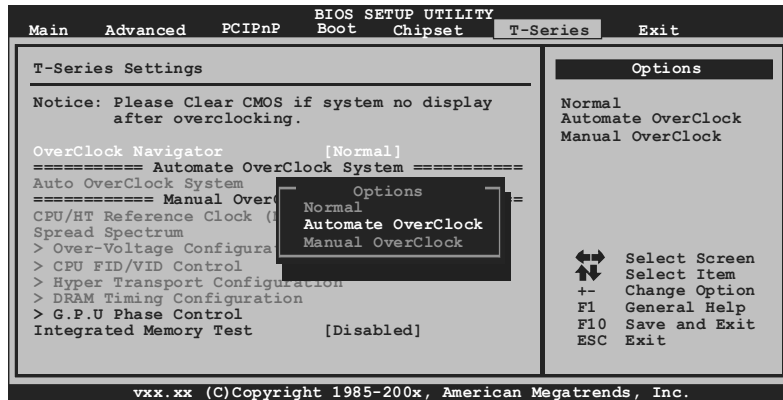 BIOS SETUP UTILITY
Main Advanced PCIPnP Boot Chipset T-Series Exit
T-Series Settings
Notice: Please Clear CMOS if system no display
after overclocking.
OverClock Navigator [Normal]
=========== Automate OverClock System ===========
Auto OverClock System
============ Manual Over =
CPU/HT Reference Clock (
Spread Spectrum
> Over-Voltage Configura
> CPU FID/VID Control
> Hyper Transport Configuration
> DRAM Timing Configuration
> G.P.U Phase Control
Integrated Memory Test [Disabled]
Options
Normal
Automate OverClock
Manual OverClock
Options
Normal
Automate OverClock
Manual OverClock
Select Screen
Select Item
+- Change Option
F1 General Help
F10 Save and Exit
ESC Exit
vxx.xx (C)Copyright 1985-200x, American Megatrends, Inc.